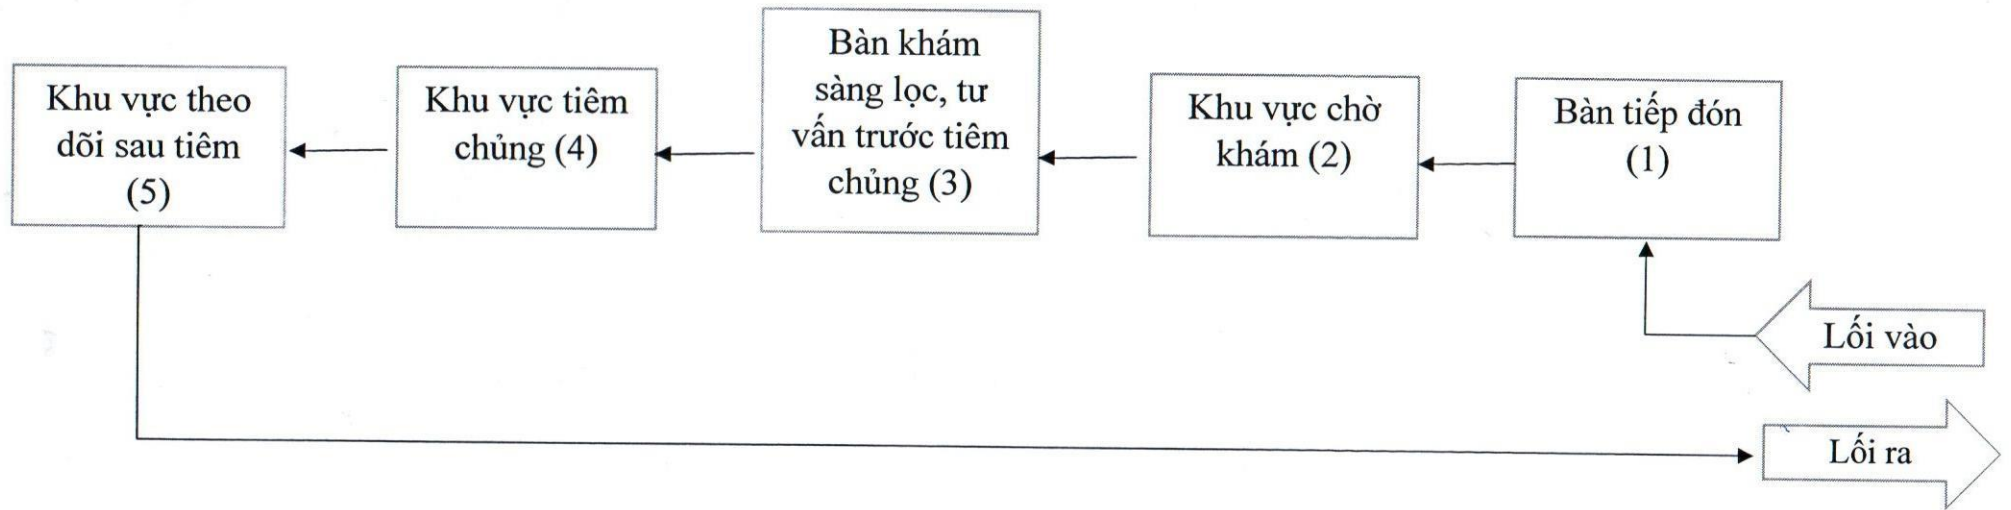 Khu vực theo
dõi sau tiêm
(5)
Khu vực tiêm
chủng (4)
Bàn khám
sàng lọc, tư
vấn trước tiêm
chủng (3)
Khu vực chờ
khám (2)
Bàn tiếp đón
(1)
Lối vào
Lối ra